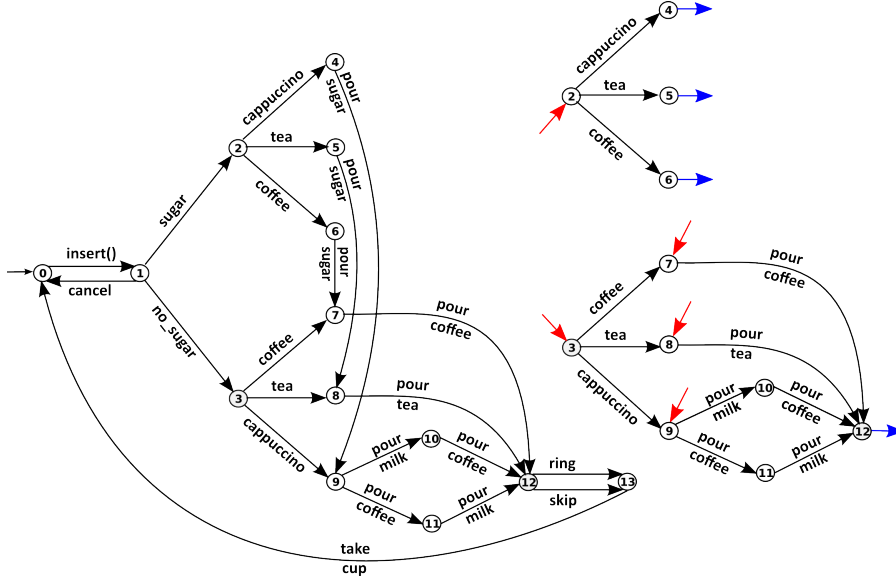 4
pour
sugar
cappuccino
2
tea
5
pour
sugar
coffee
6
pour
sugar
sugar
0
insert()
1
cancel
no_sugar
7
pour
coffee
coffee
3
tea
8
pour
tea
cappuccino
9
pour
milk
10
pour
coffee
pour
coffee
11
pour
milk
12
ring
13
skip
take
cup
4
cappuccino
2
tea
5
coffee
6
7
pour
coffee
coffee
3
tea
8
pour
tea
cappuccino
9
pour
milk
10
pour
coffee
12
pour
coffee
11
pour
milk